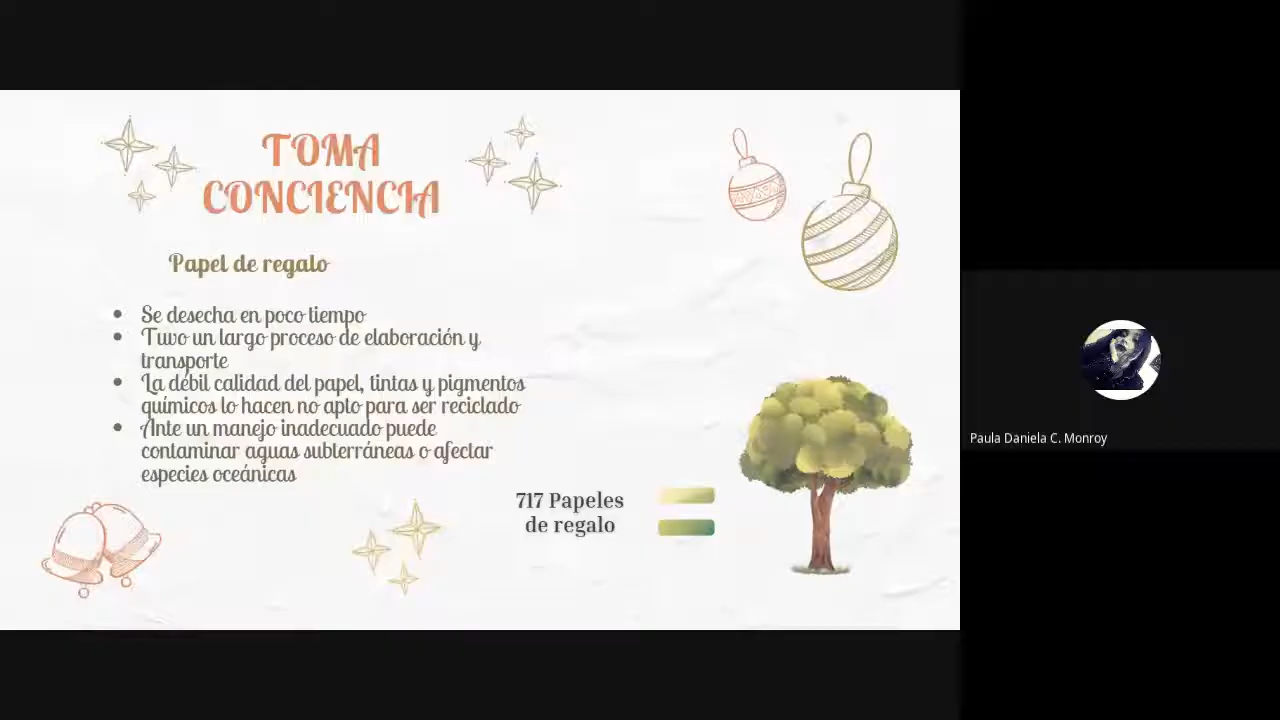 TOMA
CONCIENCIA
Papel de regalo
• Se desecha en poco tiempo
• Tuvo un largo proceso de elaboración y
transporte
• La débil calidad del papel, tintas y pigmentos
químicos lo hacen no apto para ser reciclado
• Ante un manejo inadecuado puede
contaminar aguas subterráneas o afectar
especies oceánicas
717 Papeles
de regalo
Paula Daniela C. Monroy